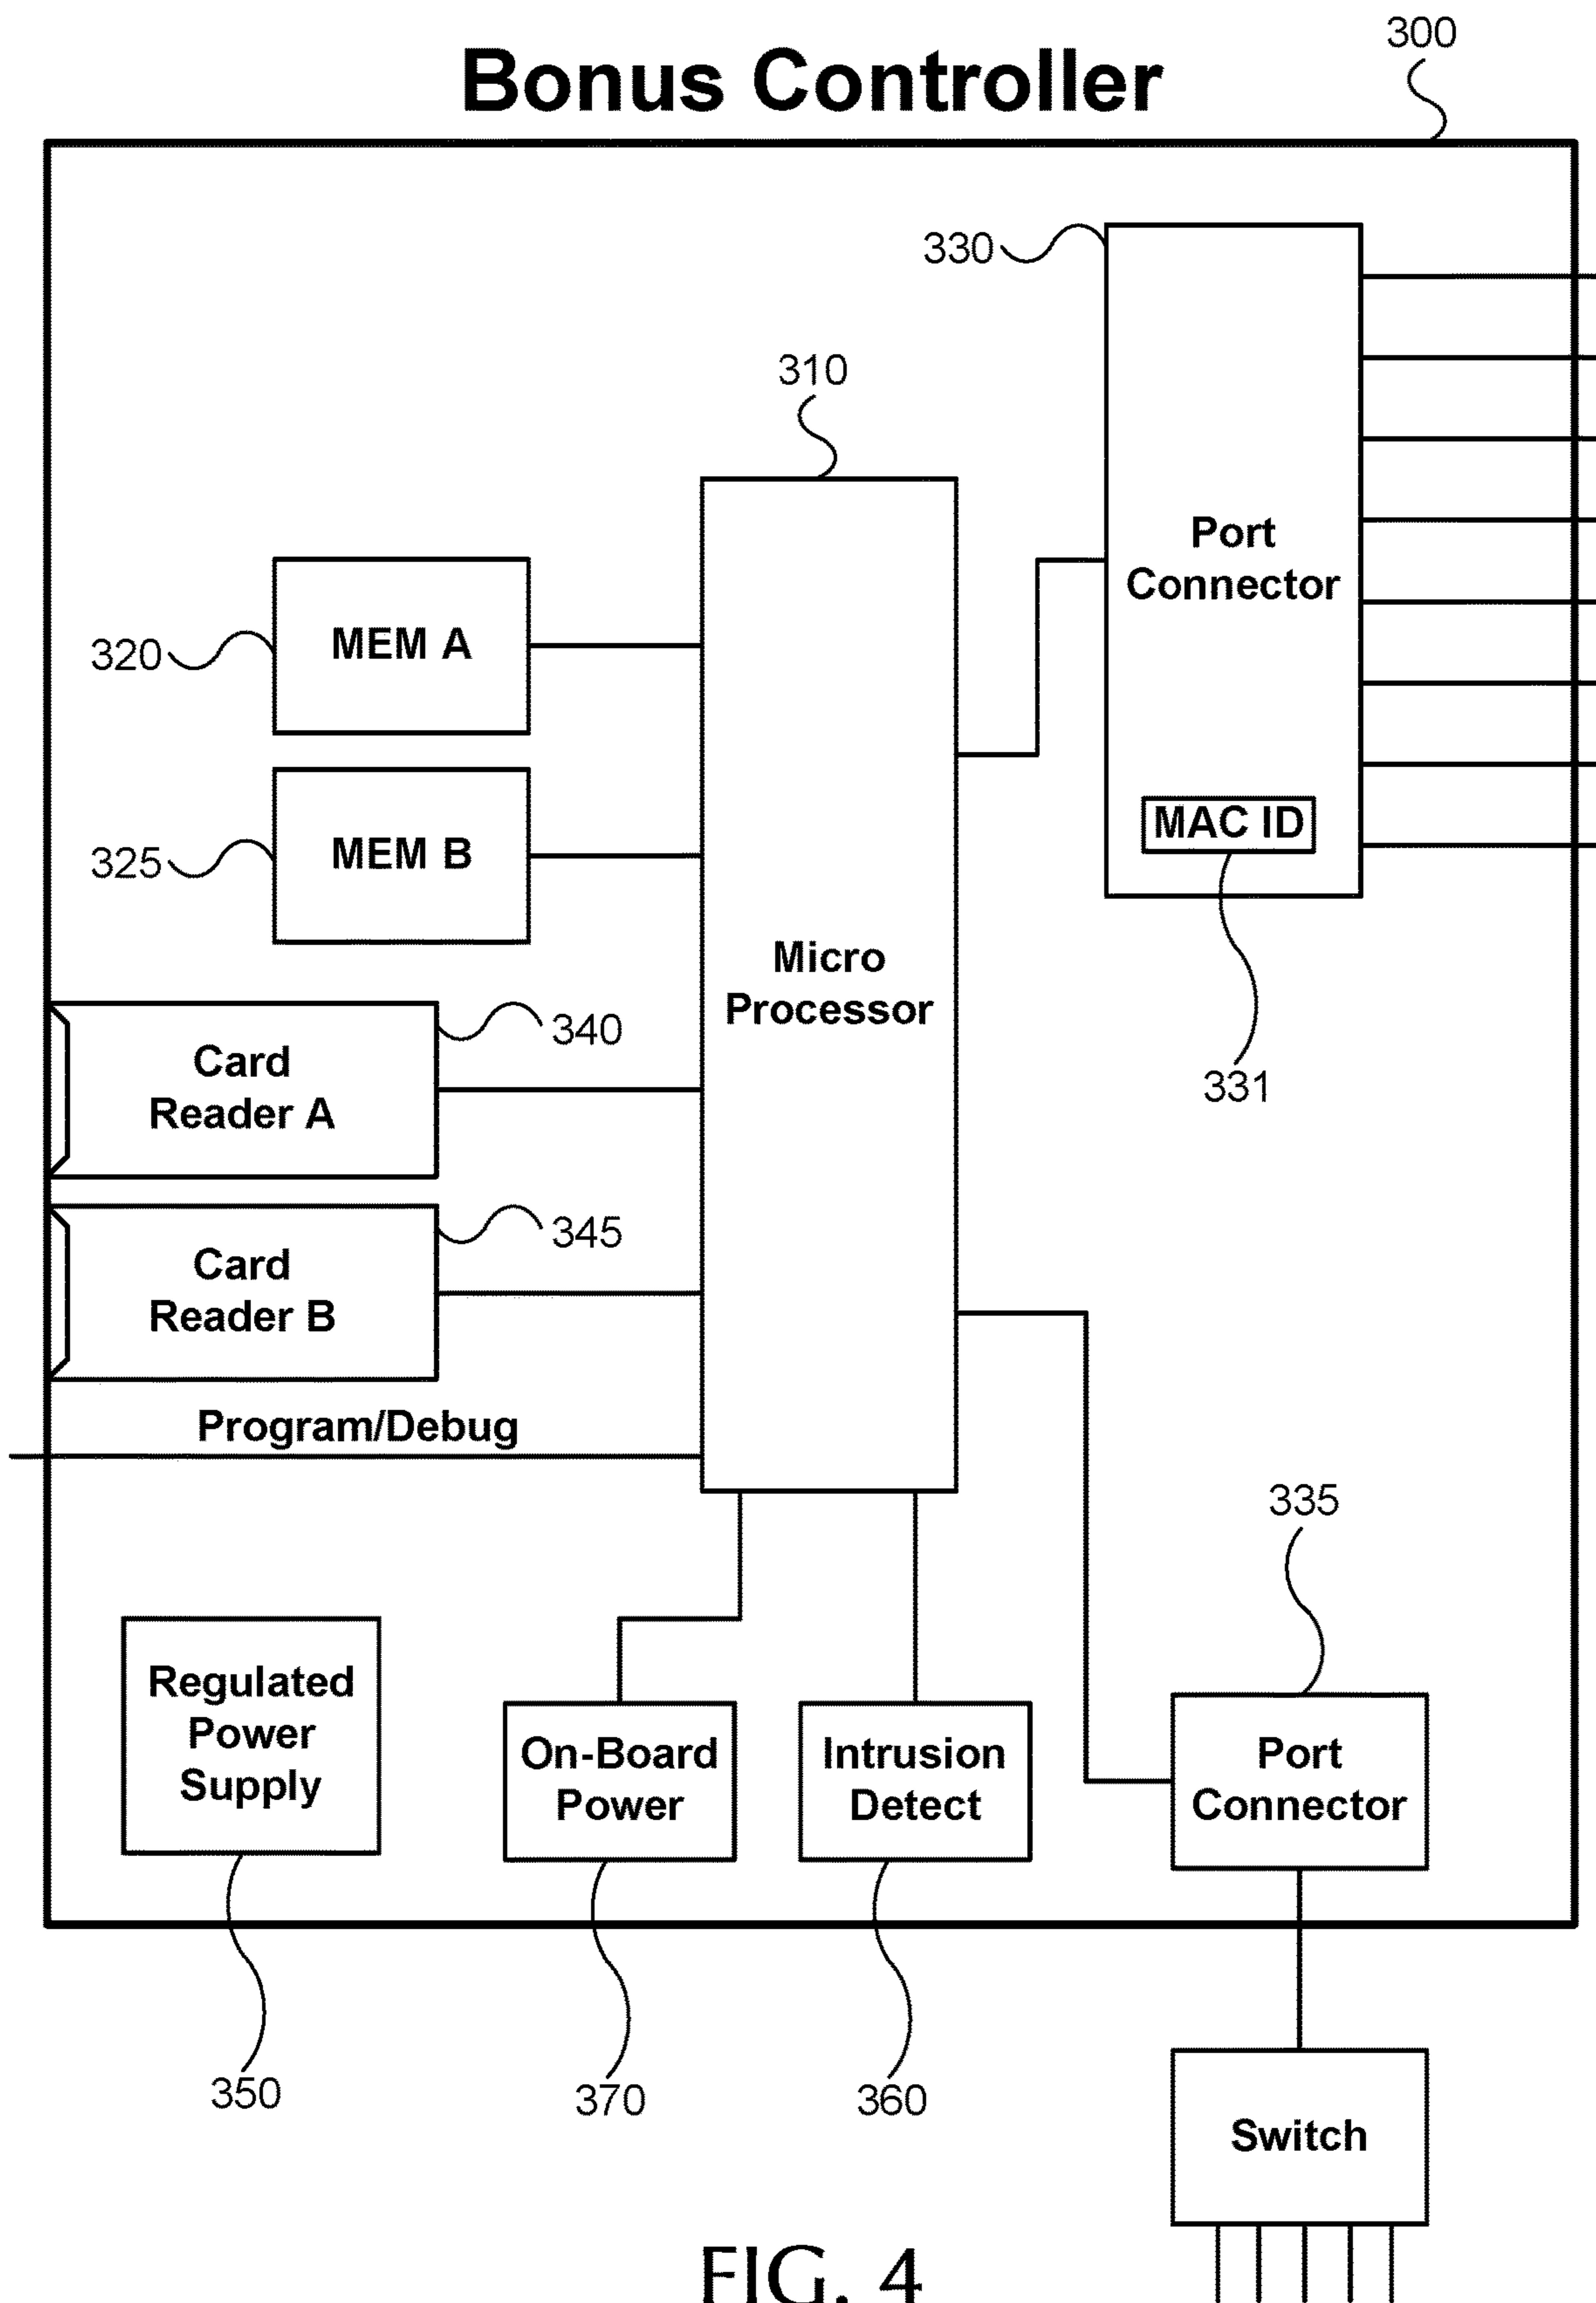 Bonus Controller
300
330
310
Port
Connector
MEM A
320
MAC ID
MEM B
325
Micro
Processor
340
Card
Reader A
331
345
Card
Reader B
Program/Debug
335
Regulated
Power
Supply
On-Board
Power
Intrusion
Detect
Port
Connector
350
370
360
Switch
FIG. 4